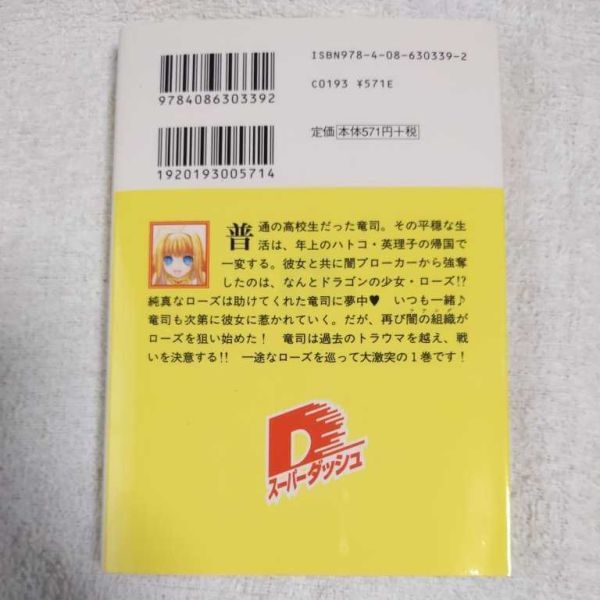 ISBN978-4-08-630339-2
9784086303392
C0193 ¥571E
定価 本体571円+税
1920193005714
普通の高校生だった竜司。その平穏な生
活は、年上のハトコ・英理子の帰国で
一変する。彼女と共に闇ブローカーから強奪
したのは、なんとドラゴンの少女・ローズ!?
純真なローズは助けてくれた竜司に夢中♥ いつも一緒♪
竜司も次第に彼女に惹かれていく。だが、再び闇の組織が
ローズを狙い始めた! 竜司は過去のトラウマを越え、戦
いを決意する!! 一途なローズを巡って大激突の1巻です!
D
スーパーダッシュ